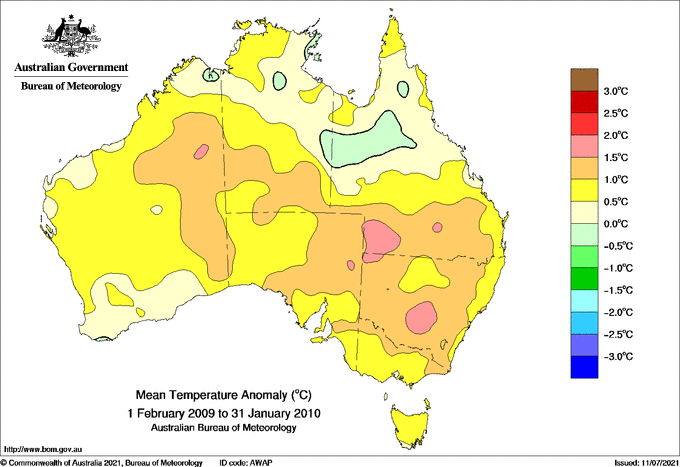 Australian Government
Bureau of Meteorology
3.0°C
2.5°C
2.0°C
1.5°C
1.0°C
0.5°C
0.0°C
-0.5°C
-1.0°C
-1.5°C
-2.0°C
-2.5°C
-3.0°C
Mean Temperature Anomaly (°C)
1 February 2009 to 31 January 2010
Australian Bureau of Meteorology
http://www.bom.gov.au
© Commonwealth of Australia 2021, Bureau of Meteorology ID code: AWAP Issued: 11/07/2021